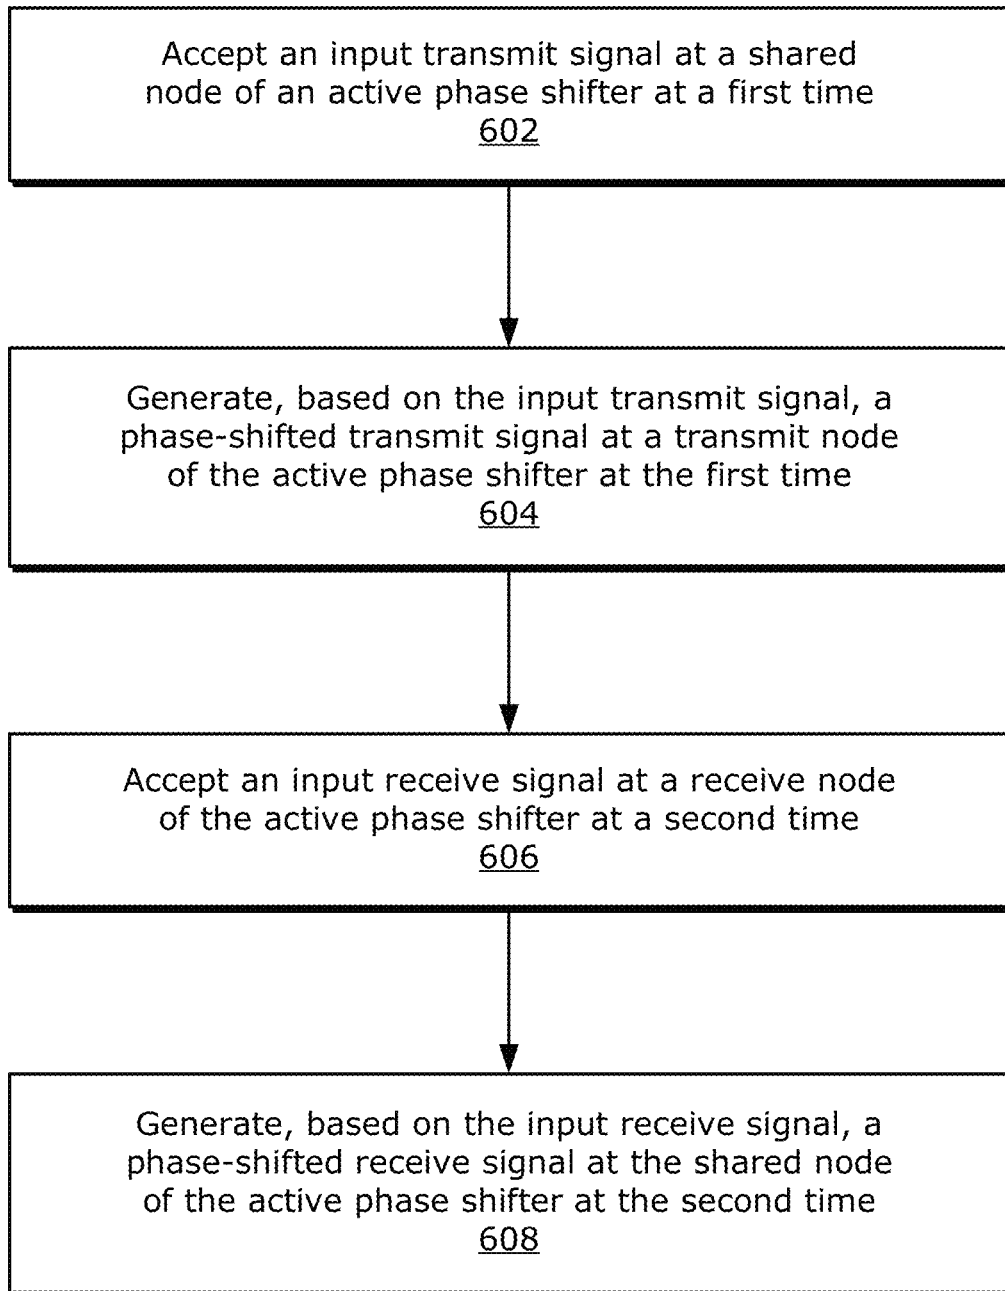 Accept an input transmit signal at a shared
node of an active phase shifter at a first time
602
Generate, based on the input transmit signal, a
phase-shifted transmit signal at a transmit node
of the active phase shifter at the first time
604
Accept an input receive signal at a receive node
of the active phase shifter at a second time
606
Generate, based on the input receive signal, a
phase-shifted receive signal at the shared node
of the active phase shifter at the second time
608